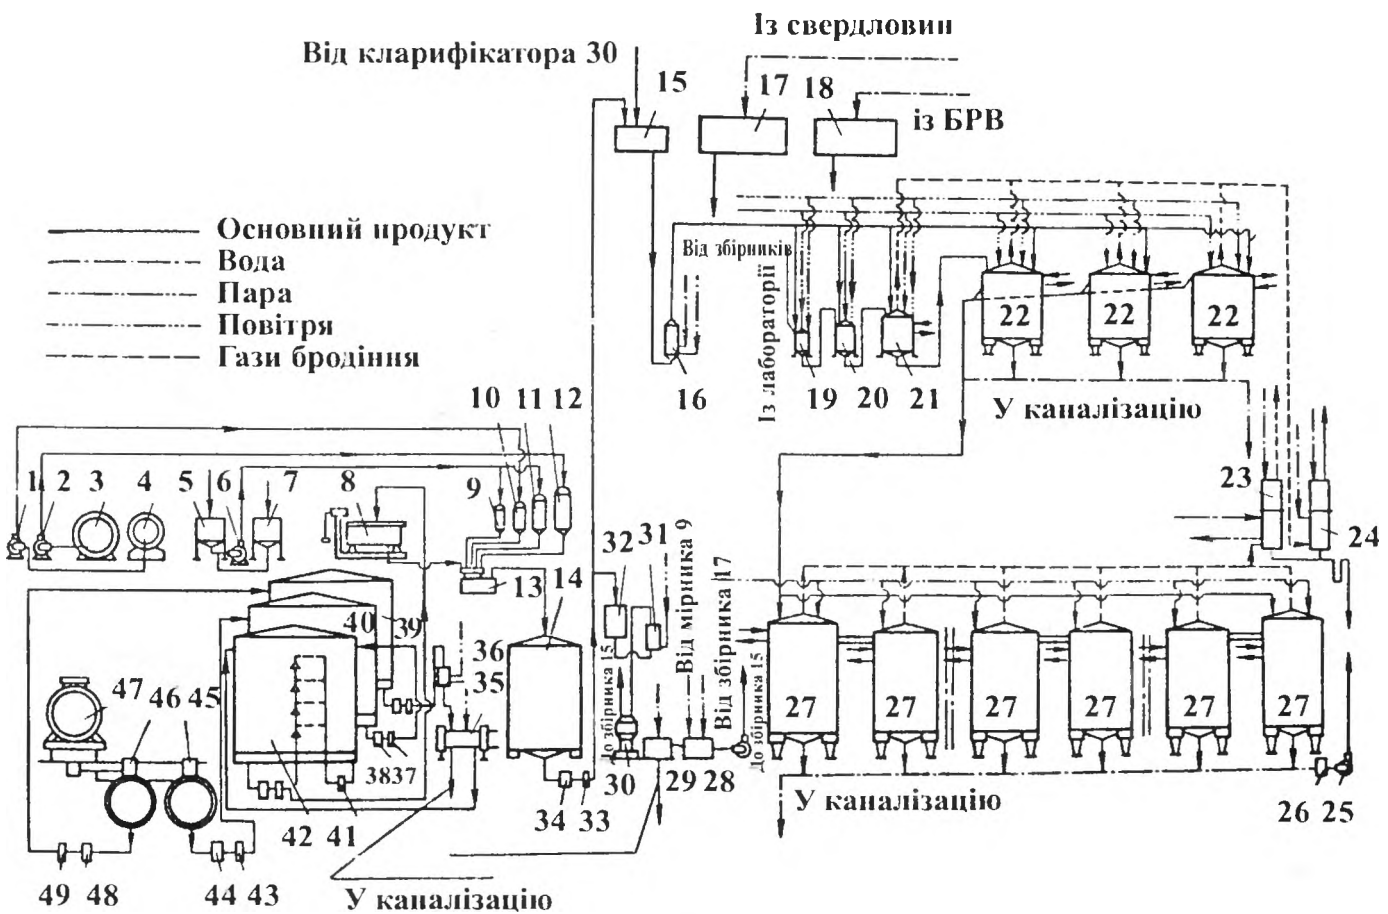 Із свердловин
Від кларифікатора 30
15 17 18
із БРВ
Основний продукт
Вода
Пара
Повітря
Гази бродіння
Від збірників
Із лабораторії
22 22 22
16 19 20 21
У каналізацію
10 11 12
1 2 3 4 5 6 7 8 9
23
24
13 14
32 31
Від мірника 9
Від збірника 17
40 39
36
35
До збірника 15
До збірника 15
47 46 45
27 27 27 27 27 27
3837
30 29 28
У каналізацію
26 25
42 41
34 33
49 48 44 43
У каналізацію